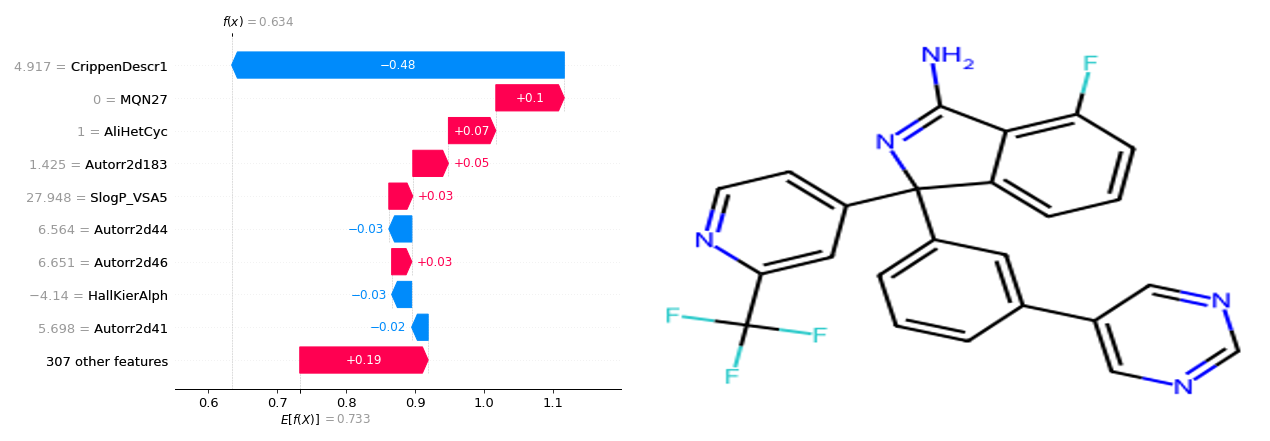 f(x) = 0.634
4.917 = CrippenDescr1
−0.48
0 = MQN27
+0.1
1 = AliHetCyc
+0.07
1.425 = Autorr2d183
+0.05
27.948 = SlogP_VSA5
+0.03
6.564 = Autorr2d44
−0.03
6.651 = Autorr2d46
+0.03
−4.14 = HallKierAlph
−0.03
5.698 = Autorr2d41
−0.02
307 other features
+0.19
0.6 0.7 0.8 0.9 1.0 1.1
E[f(X)] = 0.733
NH2
F
N
N
F
F
F
N
N